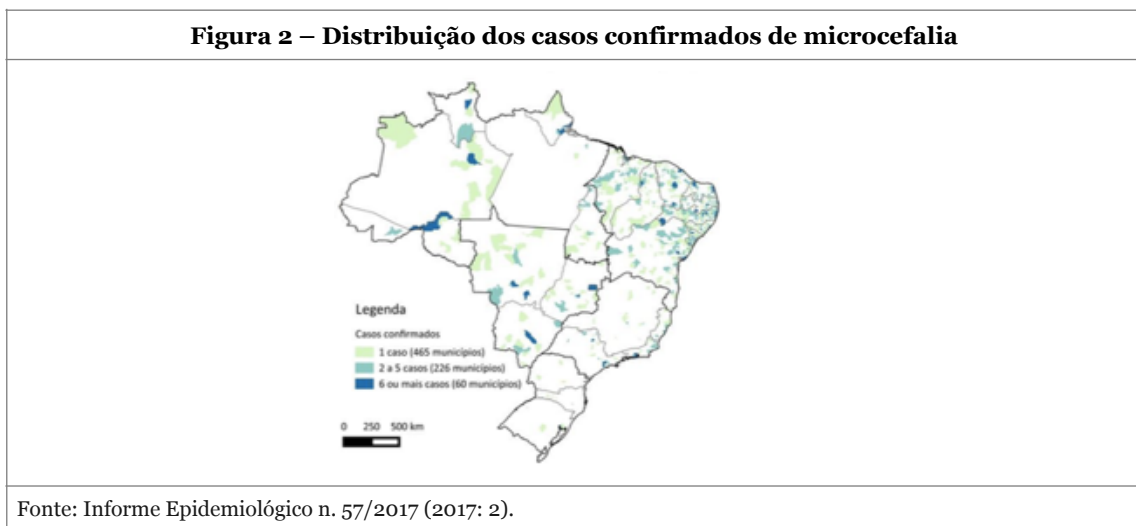 Figura 2 – Distribuição dos casos confirmados de microcefalia
Legenda
Casos confirmados
1 caso (465 municípios)
2 a 5 casos (226 municípios)
6 ou mais casos (60 municípios)
0 250 500 km
Fonte: Informe Epidemiológico n. 57/2017 (2017: 2).